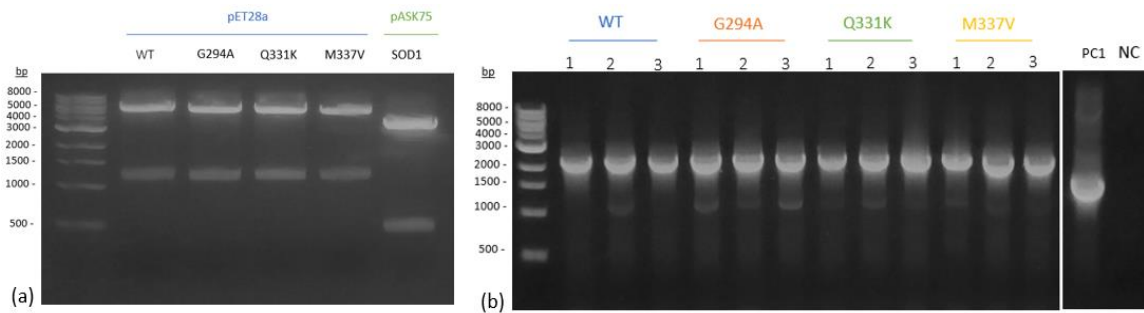 pET28a pASK75
WT G294A Q331K M337V SOD1
bp
8000 -
5000 -
4000 -
3000 -
2000 -
1500 -
1000 -
500 -
(a)
WT G294A Q331K M337V
1 2 3 1 2 3 1 2 3 1 2 3 PC1 NC
bp
8000 -
5000 -
4000 -
3000 -
2000 -
1500 -
1000 -
500 -
(b)